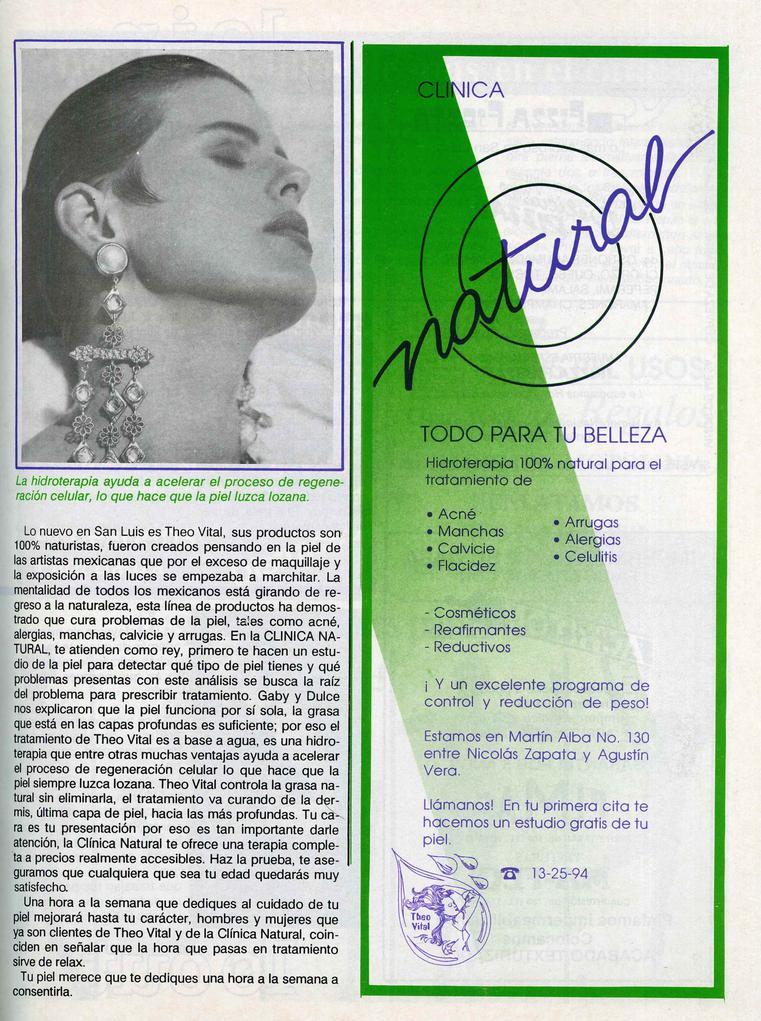 La hidroterapia ayuda a acelerar el proceso de regene-
ración celular, lo que hace que la piel luzca lozana.
Lo nuevo en San Luis es Theo Vital, sus productos son
100% naturistas, fueron creados pensando en la piel de
las artistas mexicanas que por el exceso de maquillaje y
la exposición a las luces se empezaba a marchitar. La
mentalidad de todos los mexicanos está girando de re-
greso a la naturaleza, esta línea de productos ha demos-
trado que cura problemas de la piel, tales como acné,
alergias, manchas, calvicie y arrugas. En la CLINICA NA-
TURAL, te atienden como rey, primero te hacen un estu-
dio de la piel para detectar qué tipo de piel tienes y qué
problemas presentas con este análisis se busca la raíz
del problema para prescribir tratamiento. Gaby y Dulce
nos explicaron que la piel funciona por sí sola, la grasa
que está en las capas profundas es suficiente; por eso el
tratamiento de Theo Vital es a base a agua, es una hidro-
terapia que entre otras muchas ventajas ayuda a acelerar
el proceso de regeneración celular lo que hace que la
piel siempre luzca lozana. Theo Vital controla la grasa na-
tural sin eliminarla, el tratamiento va curando de la der-
mis, última capa de piel, hacia las más profundas. Tu ca-
ra es tu presentación por eso es tan importante darle
atención, la Clínica Natural te ofrece una terapia comple-
ta a precios realmente accesibles. Haz la prueba, te ase-
guramos que cualquiera que sea tu edad quedarás muy
satisfecho.
Una hora a la semana que dediques al cuidado de tu
piel mejorará hasta tu carácter, hombres y mujeres que
ya son clientes de Theo Vital y de la Clínica Natural, coin-
ciden en señalar que la hora que pasas en tratamiento
sirve de relax.
Tu piel merece que te dediques una hora a la semana a
consentirla.
CLINICA
natural
TODO PARA TU BELLEZA
Hidroterapia 100% natural para el
tratamiento de
• Acné
• Manchas
• Calvicie
• Flacidez
• Arrugas
• Alergias
• Celulitis
- Cosméticos
- Reafirmantes
- Reductivos
¡ Y un excelente programa de
control y reducción de peso!
Estamos en Martín Alba No. 130
entre Nicolás Zapata y Agustín
Vera.
Llámanos! En tu primera cita te
hacemos un estudio gratis de tu
piel.
☎ 13-25-94
Theo
Vital